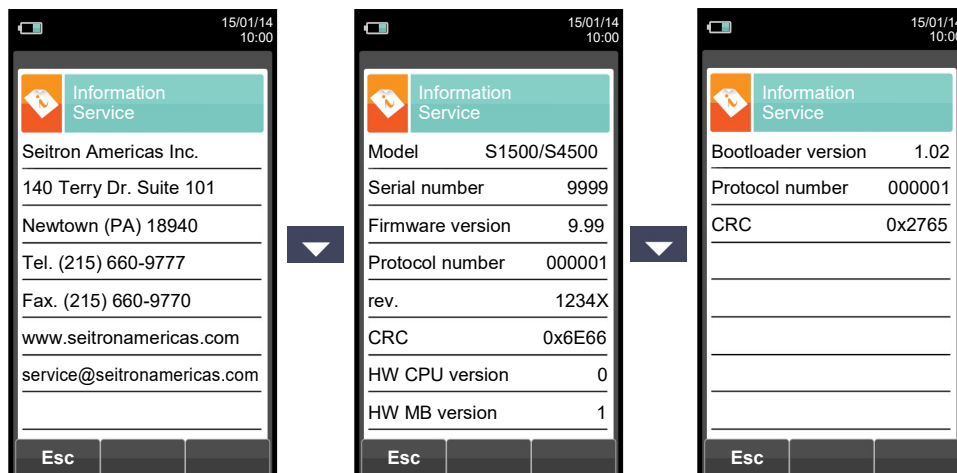 15/01/14
10:00
Information
Service
Seitron Americas Inc.
140 Terry Dr. Suite 101
Newtown (PA) 18940
Tel. (215) 660-9777
Fax. (215) 660-9770
www.seitronamericas.com
service@seitronamericas.com
Esc
15/01/14
10:00
Information
Service
Model S1500/S4500
Serial number 9999
Firmware version 9.99
Protocol number 000001
rev. 1234X
CRC 0x6E66
HW CPU version 0
HW MB version 1
Esc
15/01/14
10:00
Information
Service
Bootloader version 1.02
Protocol number 000001
CRC 0x2765
Esc